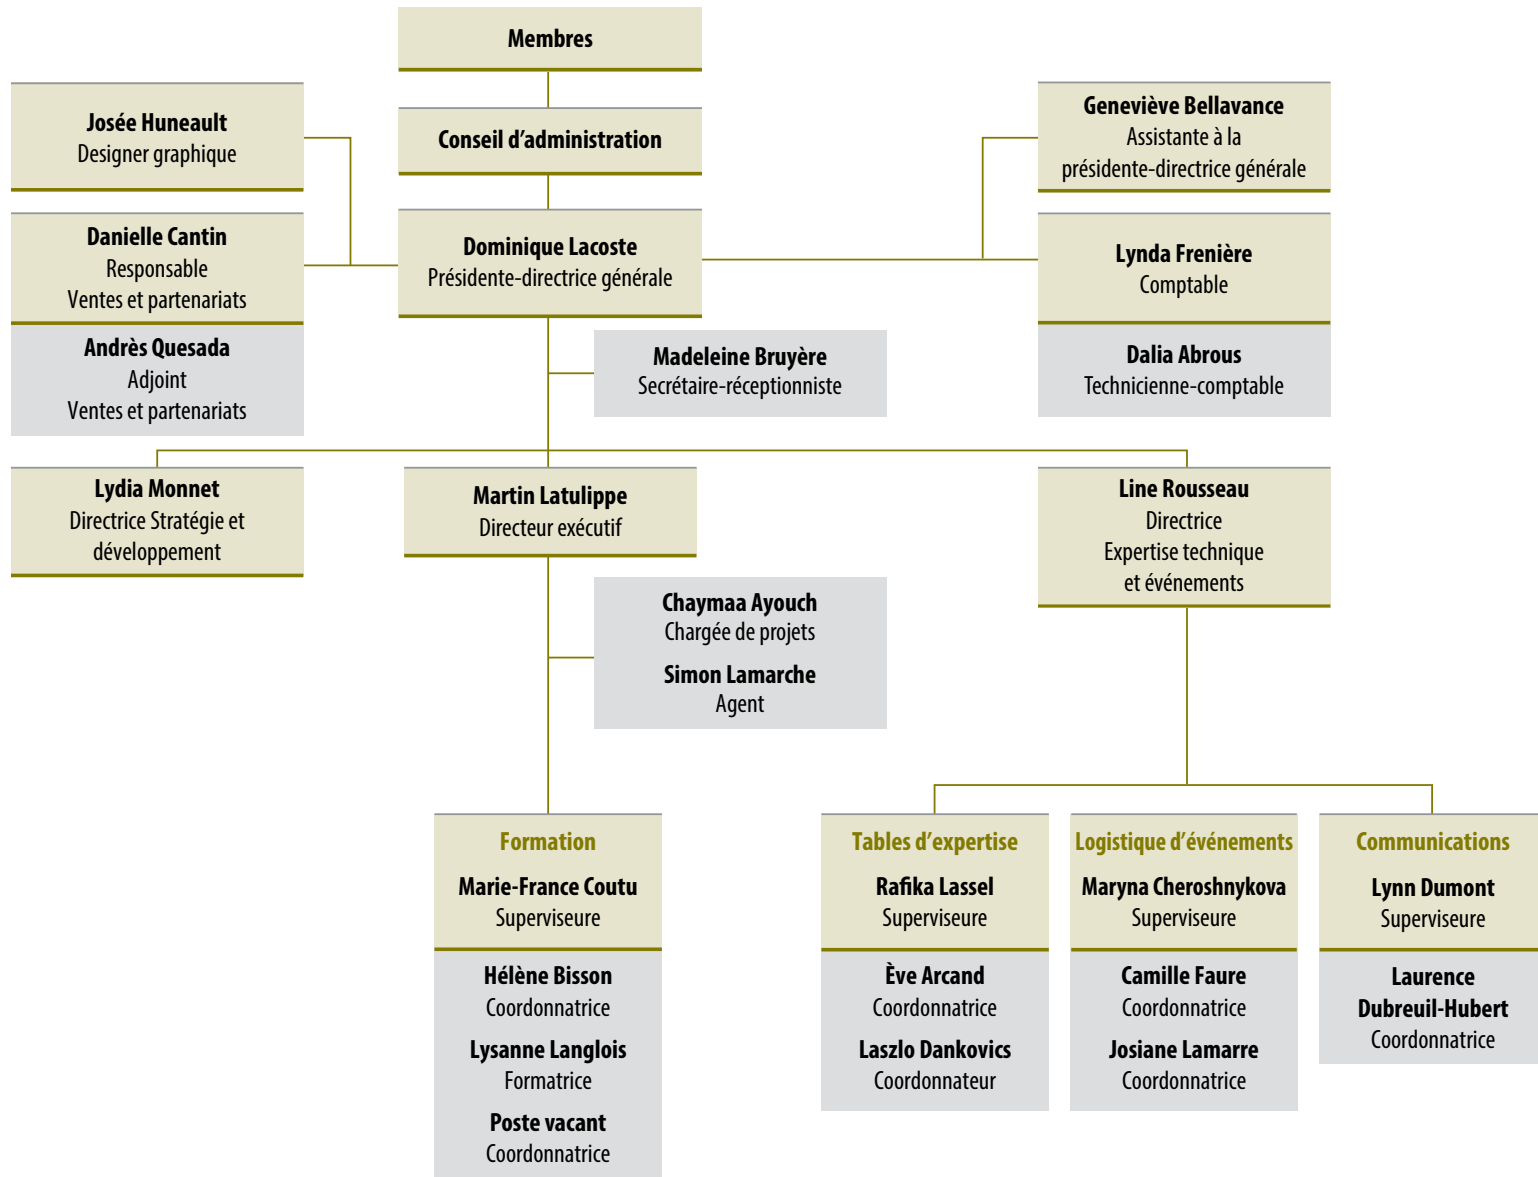 Membres
Conseil d’administration
Josée Huneault
Designer graphique
Geneviève Bellavance
Assistante à la
présidente-directrice générale
Danielle Cantin
Responsable
Ventes et partenariats
Dominique Lacoste
Présidente-directrice générale
Lynda Frenière
Comptable
Andrès Quesada
Adjoint
Ventes et partenariats
Madeleine Bruyère
Secrétaire-réceptionniste
Dalia Abrous
Technicienne-comptable
Lydia Monnet
Directrice Stratégie et
développement
Martin Latulippe
Directeur exécutif
Line Rousseau
Directrice
Expertise technique
et événements
Chaymaa Ayouch
Chargée de projets
Simon Lamarche
Agent
Formation
Marie-France Coutu
Superviseure
Hélène Bisson
Coordonnatrice
Lysanne Langlois
Formatrice
Poste vacant
Coordonnatrice
Tables d’expertise
Rafika Lassel
Superviseure
Ève Arcand
Coordonnatrice
Laszlo Dankovics
Coordonnateur
Logistique d’événements
Maryna Cheroshnykova
Superviseure
Camille Faure
Coordonnatrice
Josiane Lamarre
Coordonnatrice
Communications
Lynn Dumont
Superviseure
Laurence
Dubreuil-Hubert
Coordonnatrice